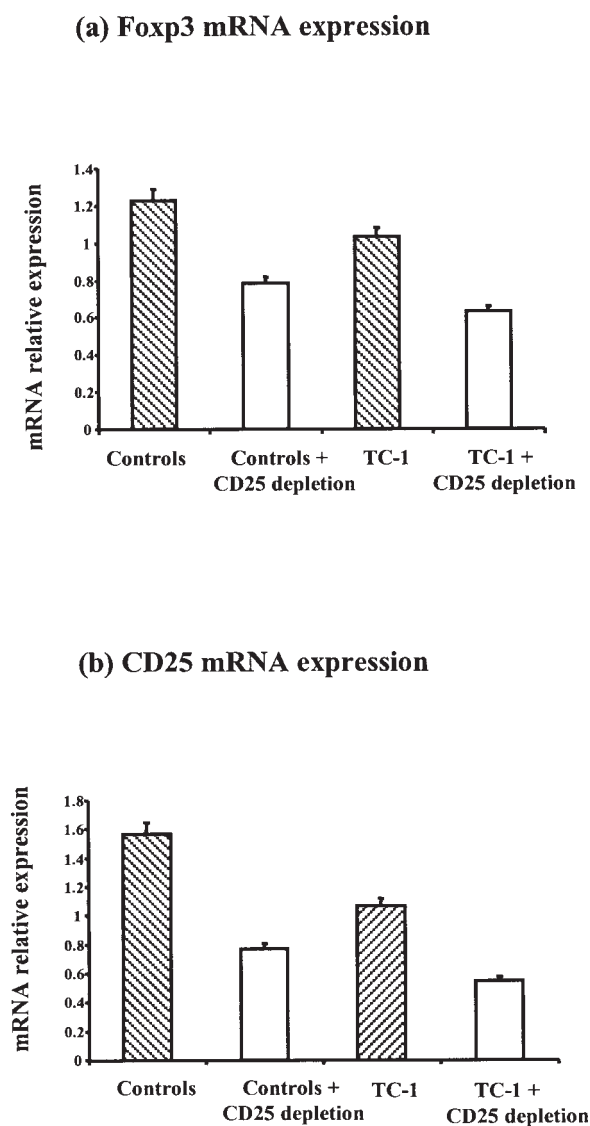 (a) Foxp3 mRNA expression
mRNA relative expression
1.4
1.2
1
0.8
0.6
0.4
0.2
0
Controls
Controls +
CD25 depletion
TC-1
TC-1 +
CD25 depletion
(b) CD25 mRNA expression
mRNA relative expression
1.8
1.6
1.4
1.2
1
0.8
0.6
0.4
0.2
0
Controls
Controls +
CD25 depletion
TC-1
TC-1 +
CD25 depletion